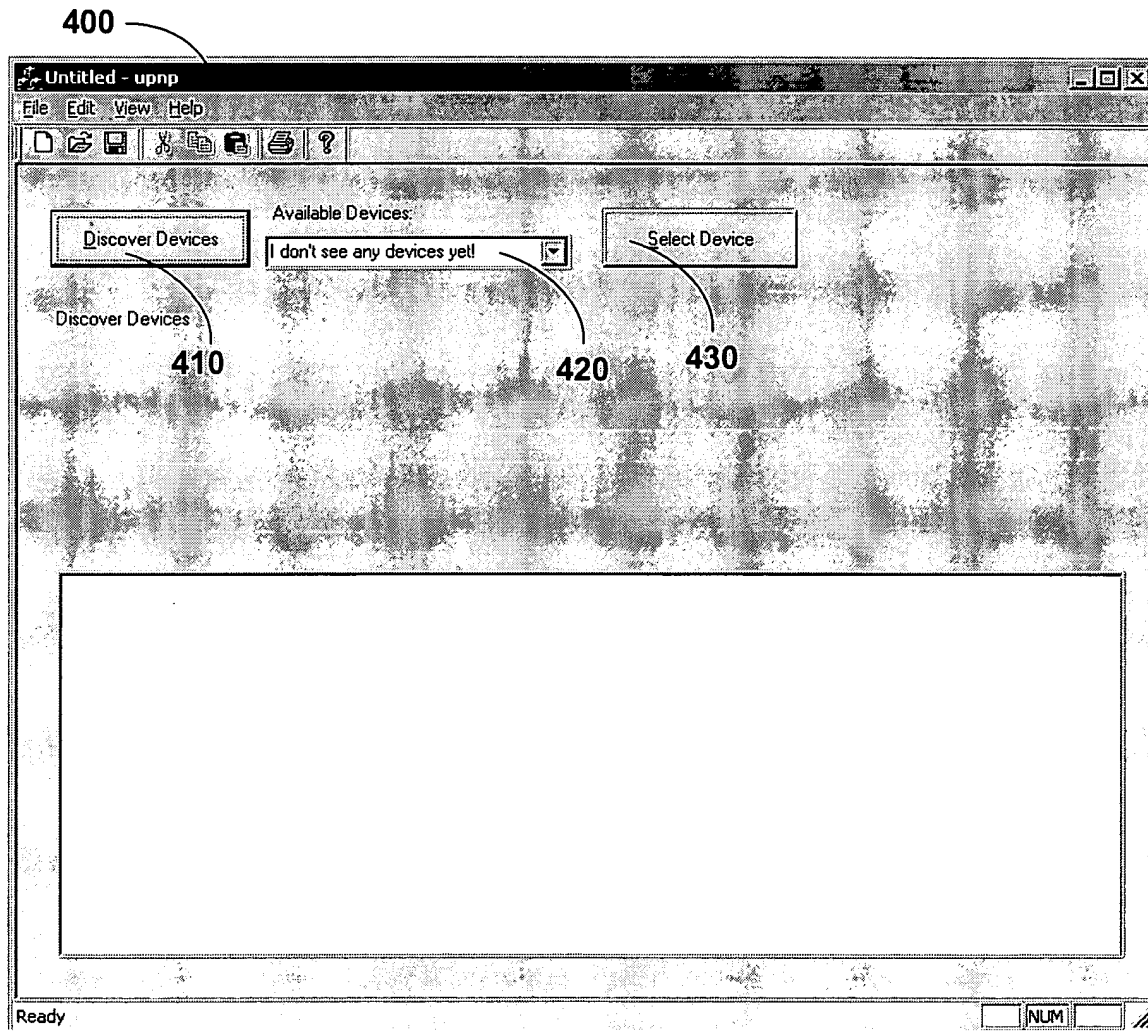 400
Untitled - upnp
File Edit View Help
Available Devices:
Discover Devices
I don't see any devices yet!
Select Device
Discover Devices
410
420
430
Ready
NUM